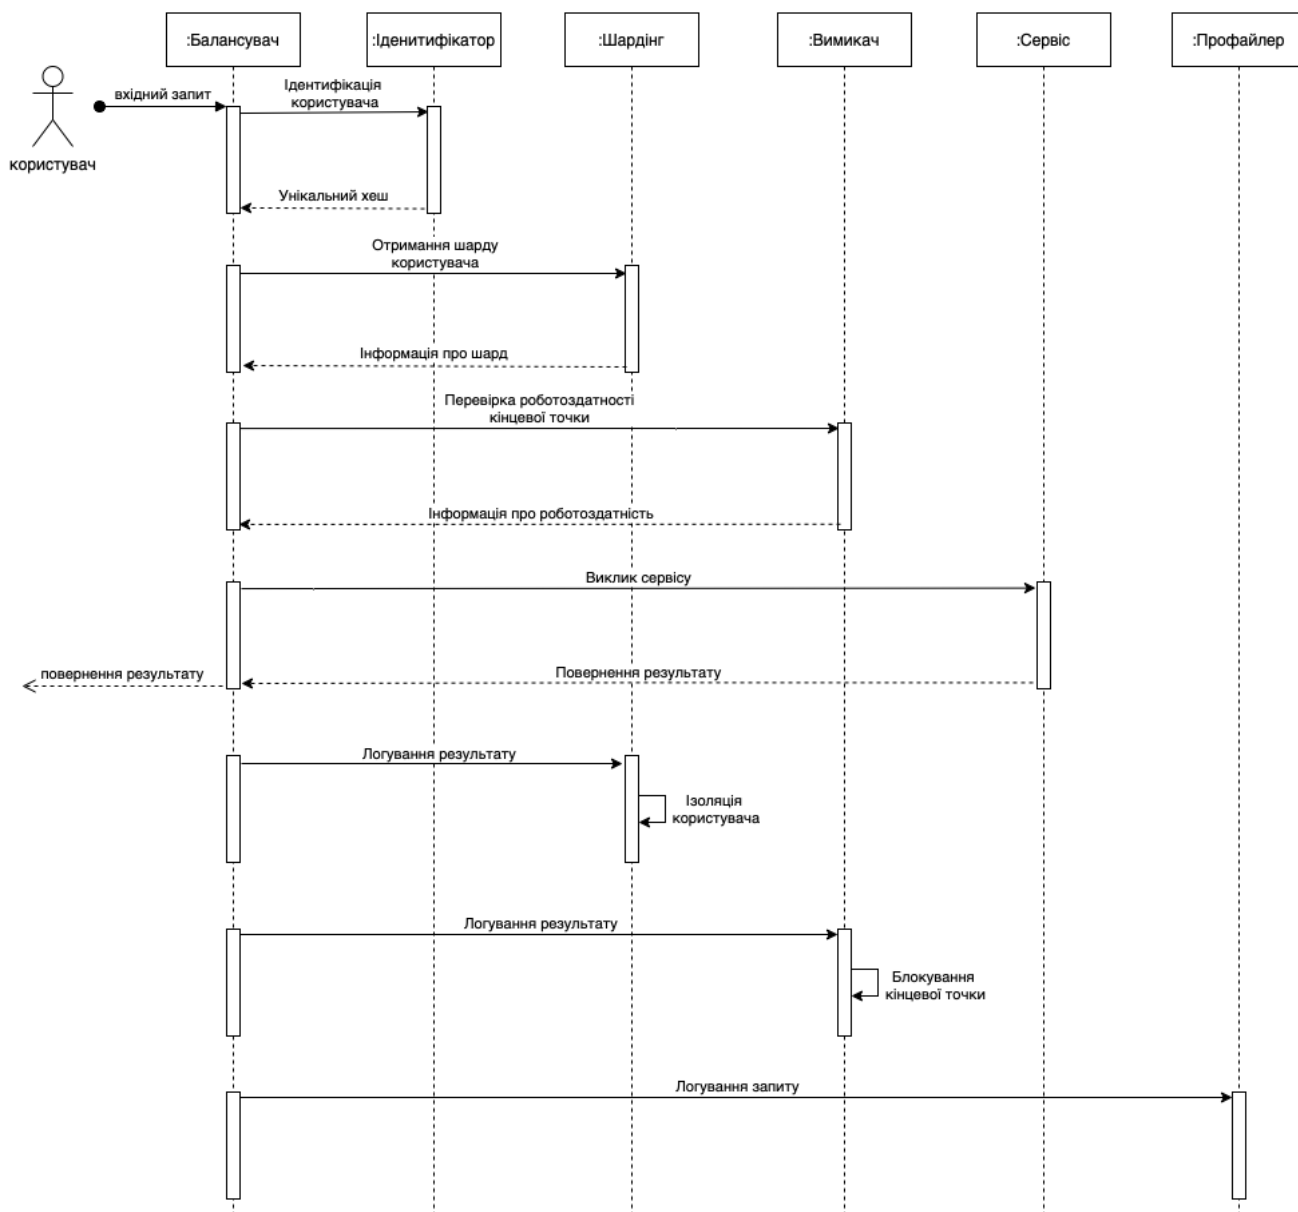 :Балансувач
:Іденитифікатор
:Шардінг
:Вимикач
:Сервіс
:Профайлер
користувач
вхідний запит
Ідентифікація
користувача
Унікальний хеш
Отримання шарду
користувача
Інформація про шард
Перевірка роботоздатності
кінцевої точки
Інформація про роботоздатність
Виклик сервісу
повернення результату
Повернення результату
Логування результату
Ізоляція
користувача
Логування результату
Блокування
кінцевої точки
Логування запиту